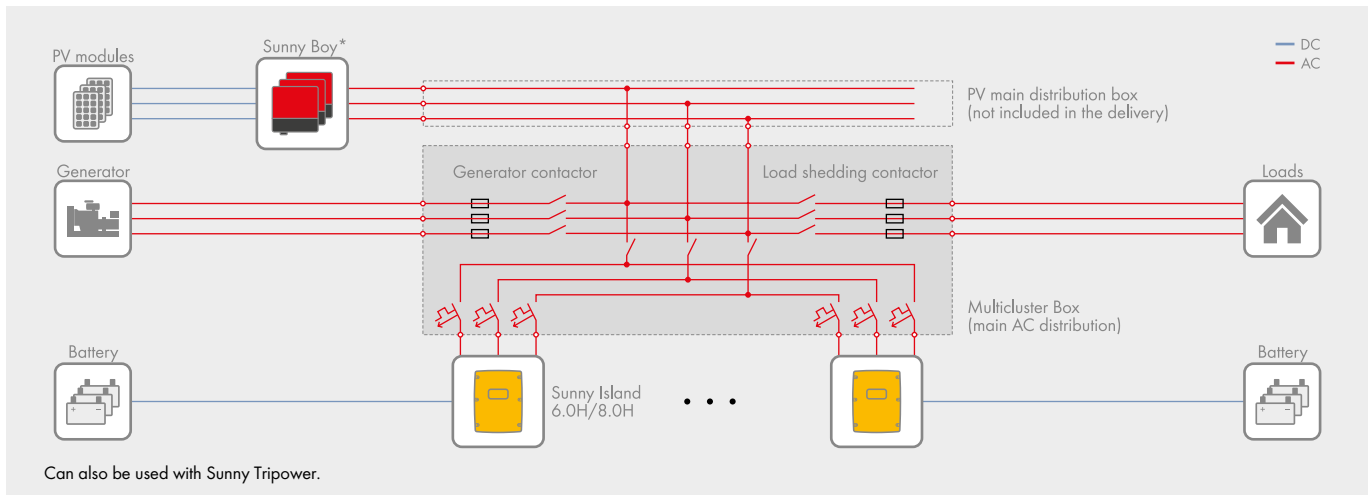 PV modules
Sunny Boy*
DC
AC
PV main distribution box
(not included in the delivery)
Generator
Generator contactor
Load shedding contactor
Loads
Multicluster Box
(main AC distribution)
Battery
Sunny Island
6.0H/8.0H
Battery
Can also be used with Sunny Tripower.